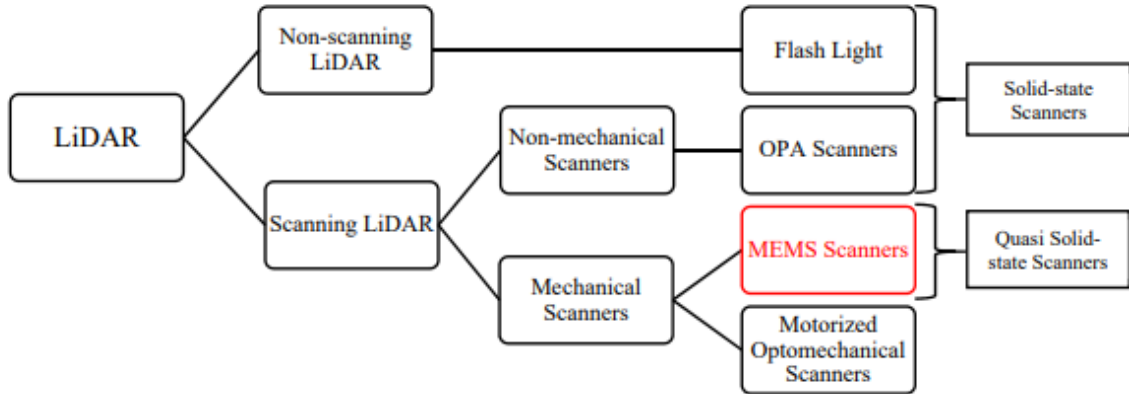 Non-scanning
LiDAR
Flash Light
Solid-state
Scanners
LiDAR
Non-mechanical
Scanners
OPA Scanners
Scanning LiDAR
MEMS Scanners
Quasi Solid-
state Scanners
Mechanical
Scanners
Motorized
Optomechanical
Scanners